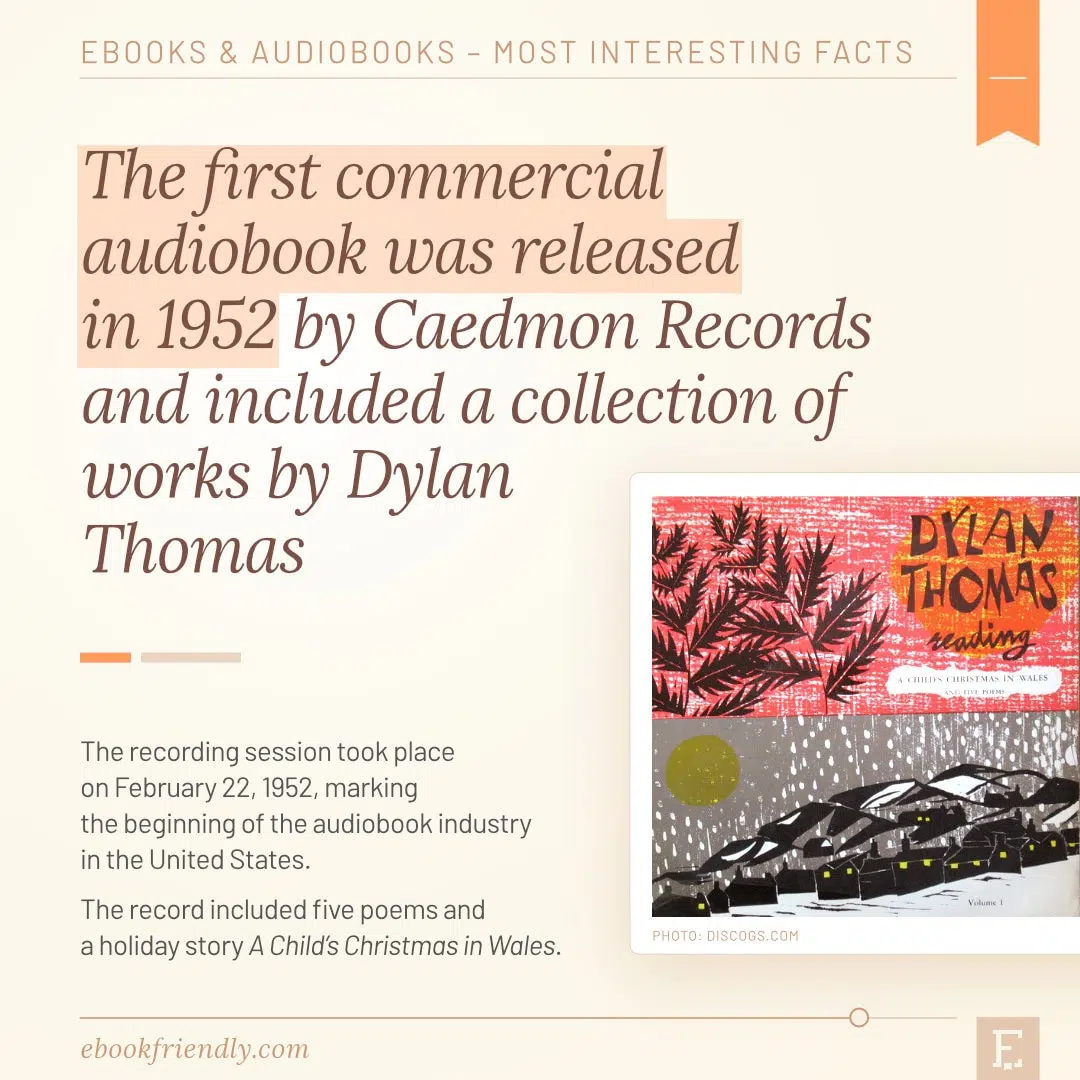 EBOOKS & AUDIOBOOKS – MOST INTERESTING FACTS
The first commercial
audiobook was released
in 1952 by Caedmon Records
and included a collection of
works by Dylan
Thomas
DYLAN
THOMAS
reading
A CHILD'S CHRISTMAS IN WALES
AND FIVE POEMS
Volume 1
PHOTO: DISCOGS.COM
The recording session took place
on February 22, 1952, marking
the beginning of the audiobook industry
in the United States.
The record included five poems and
a holiday story A Child's Christmas in Wales.
ebookfriendly.com
E